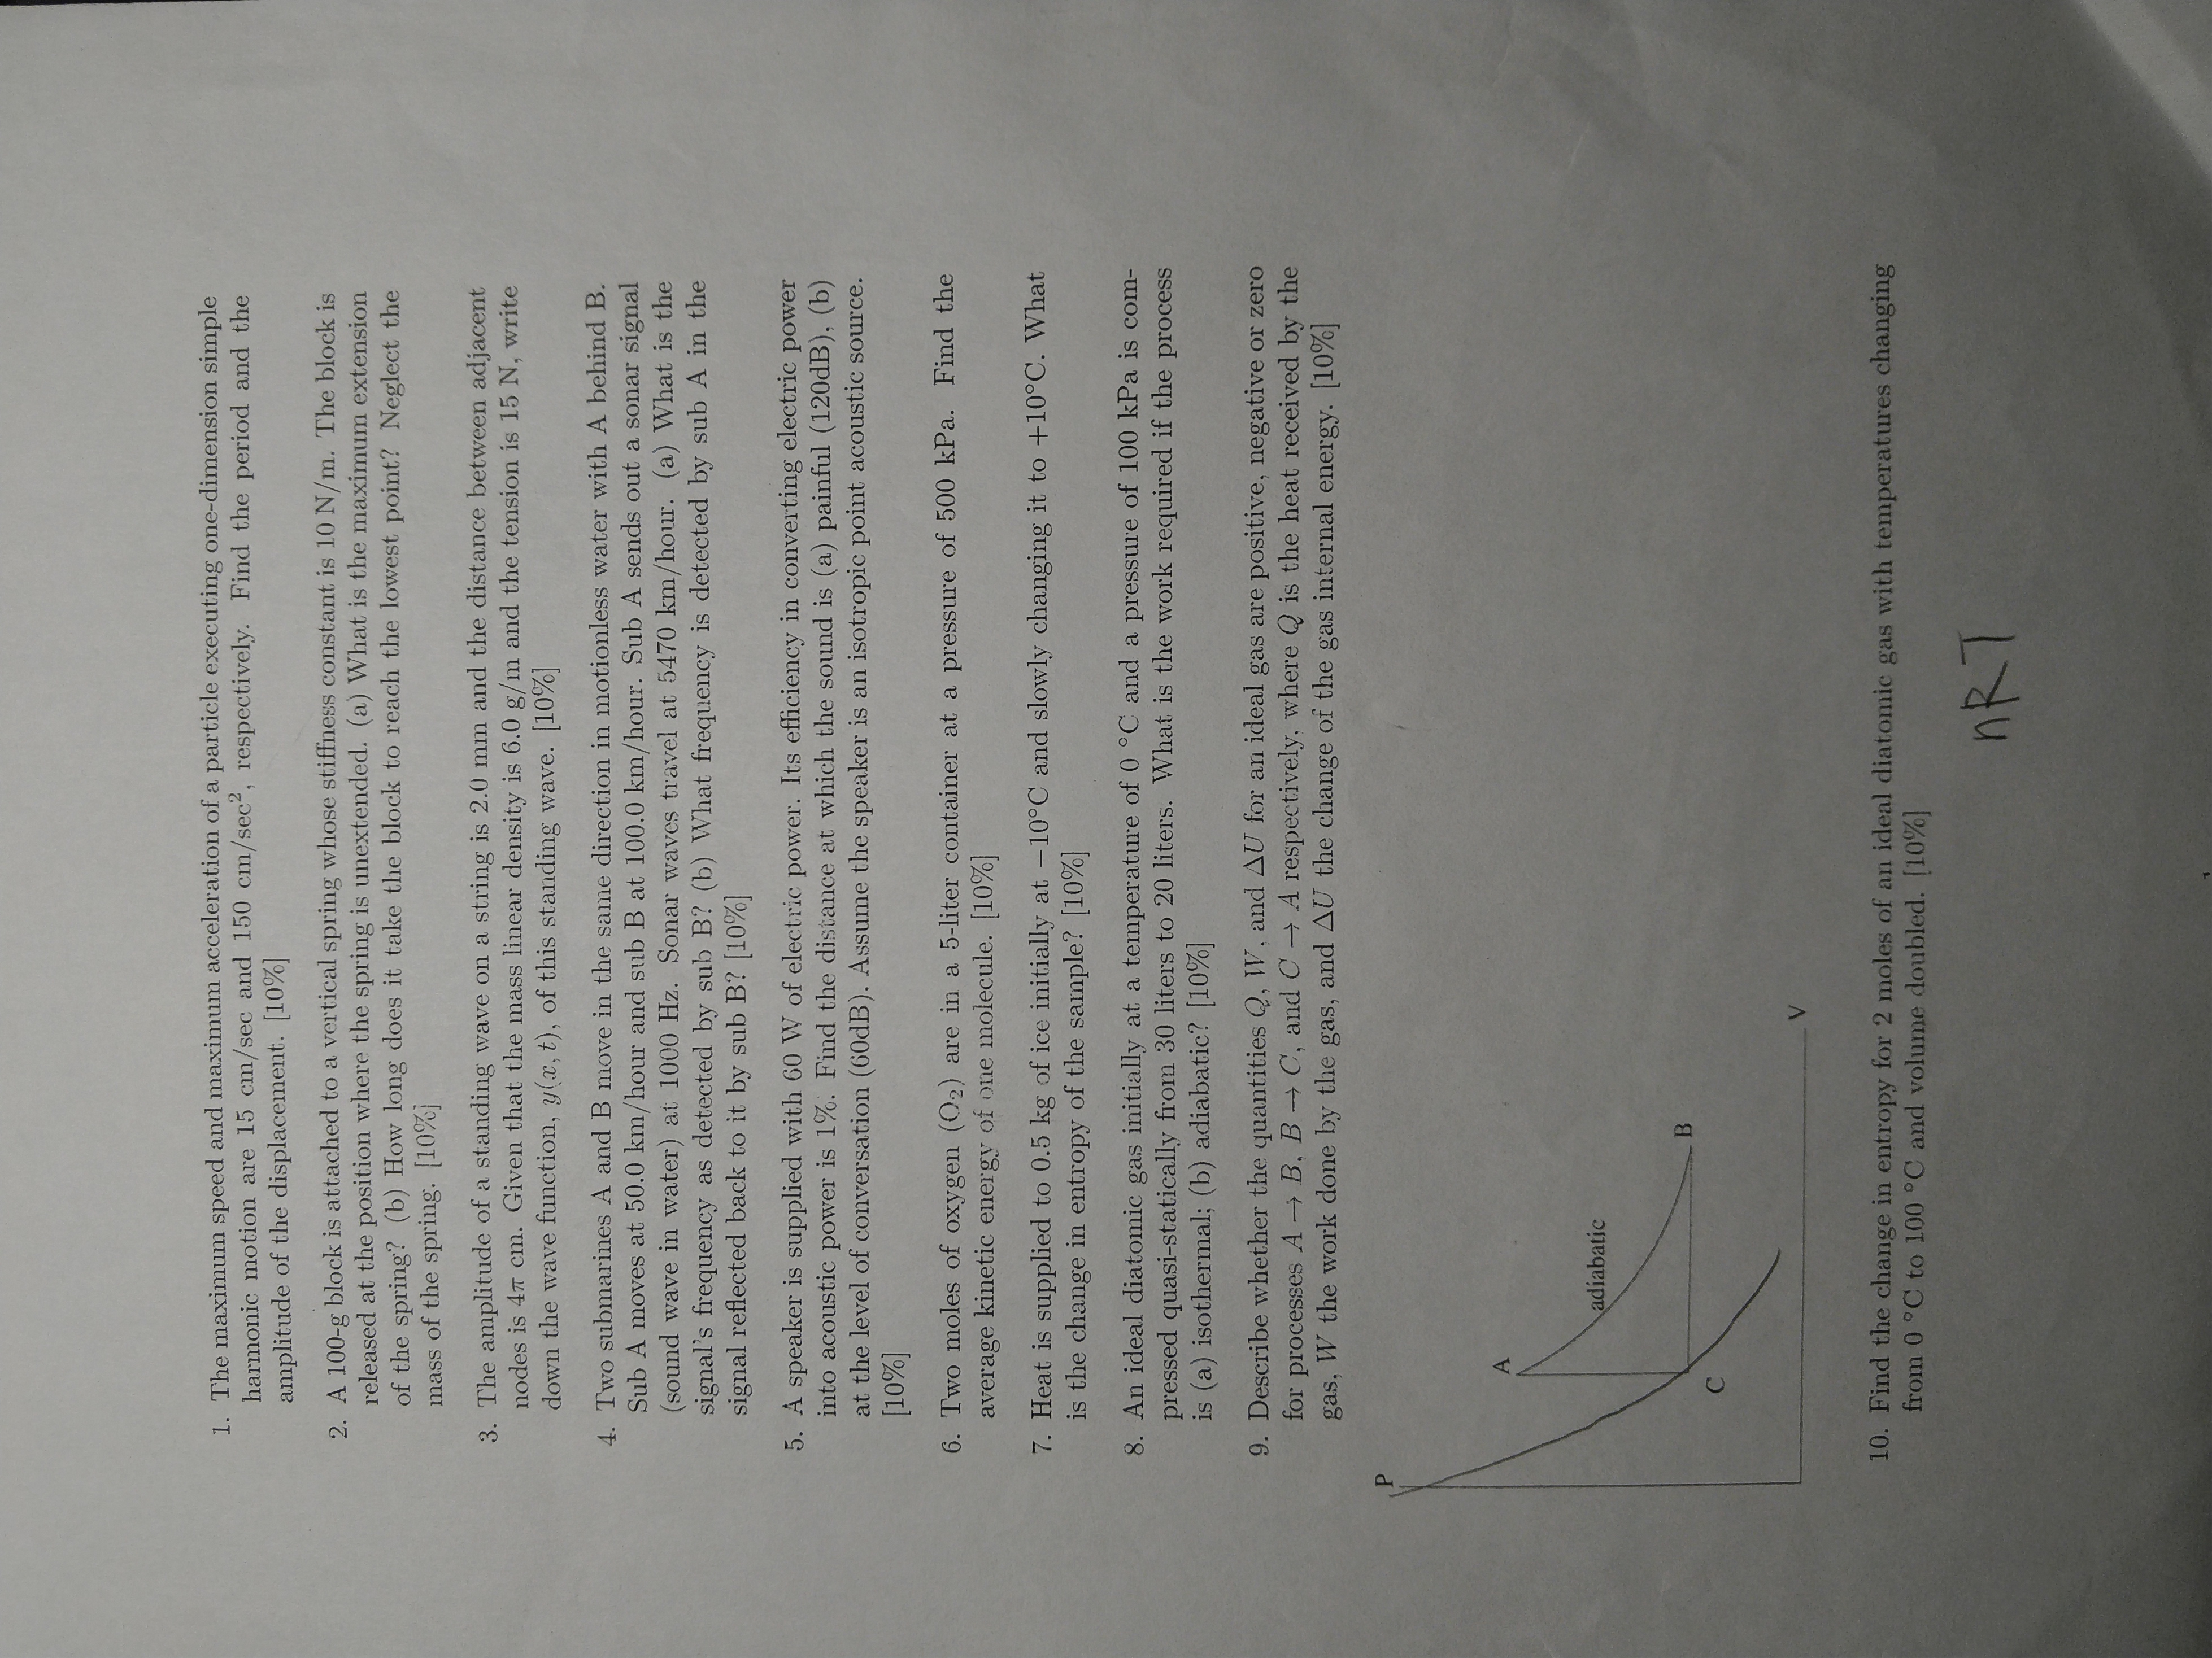 1. The maximum speed and maximum acceleration of a particle executing one-dimension simple
harmonic motion are 15 cm/sec and 150 cm/sec², respectively. Find the period and the
amplitude of the displacement. [10%]
2. A 100-g block is attached to a vertical spring whose stiffness constant is 10 N/m. The block is
released at the position where the spring is unextended. (a) What is the maximum extension
of the spring? (b) How long does it take the block to reach the lowest point? Neglect the
mass of the spring. [10%]
3. The amplitude of a standing wave on a string is 2.0 mm and the distance between adjacent
nodes is 4π cm. Given that the mass linear density is 6.0 g/m and the tension is 15 N, write
down the wave function, y(x, t), of this standing wave. [10%]
4. Two submarines A and B move in the same direction in motionless water with A behind B.
Sub A moves at 50.0 km/hour and sub B at 100.0 km/hour. Sub A sends out a sonar signal
(sound wave in water) at 1000 Hz. Sonar waves travel at 5470 km/hour. (a) What is the
signal's frequency as detected by sub B? (b) What frequency is detected by sub A in the
signal reflected back to it by sub B? [10%]
5. A speaker is supplied with 60 W of electric power. Its efficiency in converting electric power
into acoustic power is 1%. Find the distance at which the sound is (a) painful (120dB), (b)
at the level of conversation (60dB). Assume the speaker is an isotropic point acoustic source.
[10%]
6. Two moles of oxygen (O₂) are in a 5-liter container at a pressure of 500 kPa. Find the
average kinetic energy of one molecule. [10%]
7. Heat is supplied to 0.5 kg of ice initially at −10°C and slowly changing it to +10°C. What
is the change in entropy of the sample? [10%]
8. An ideal diatomic gas initially at a temperature of 0 °C and a pressure of 100 kPa is com-
pressed quasi-statically from 30 liters to 20 liters. What is the work required if the process
is (a) isothermal; (b) adiabatic? [10%]
9. Describe whether the quantities Q, W, and ΔU for an ideal gas are positive, negative or zero
for processes A → B, B → C, and C → A respectively, where Q is the heat received by the
gas, W the work done by the gas, and ΔU the change of the gas internal energy. [10%]
P
A
adiabatic
B
C
V
10. Find the change in entropy for 2 moles of an ideal diatomic gas with temperatures changing
from 0 °C to 100 °C and volume doubled. [10%]
nRT